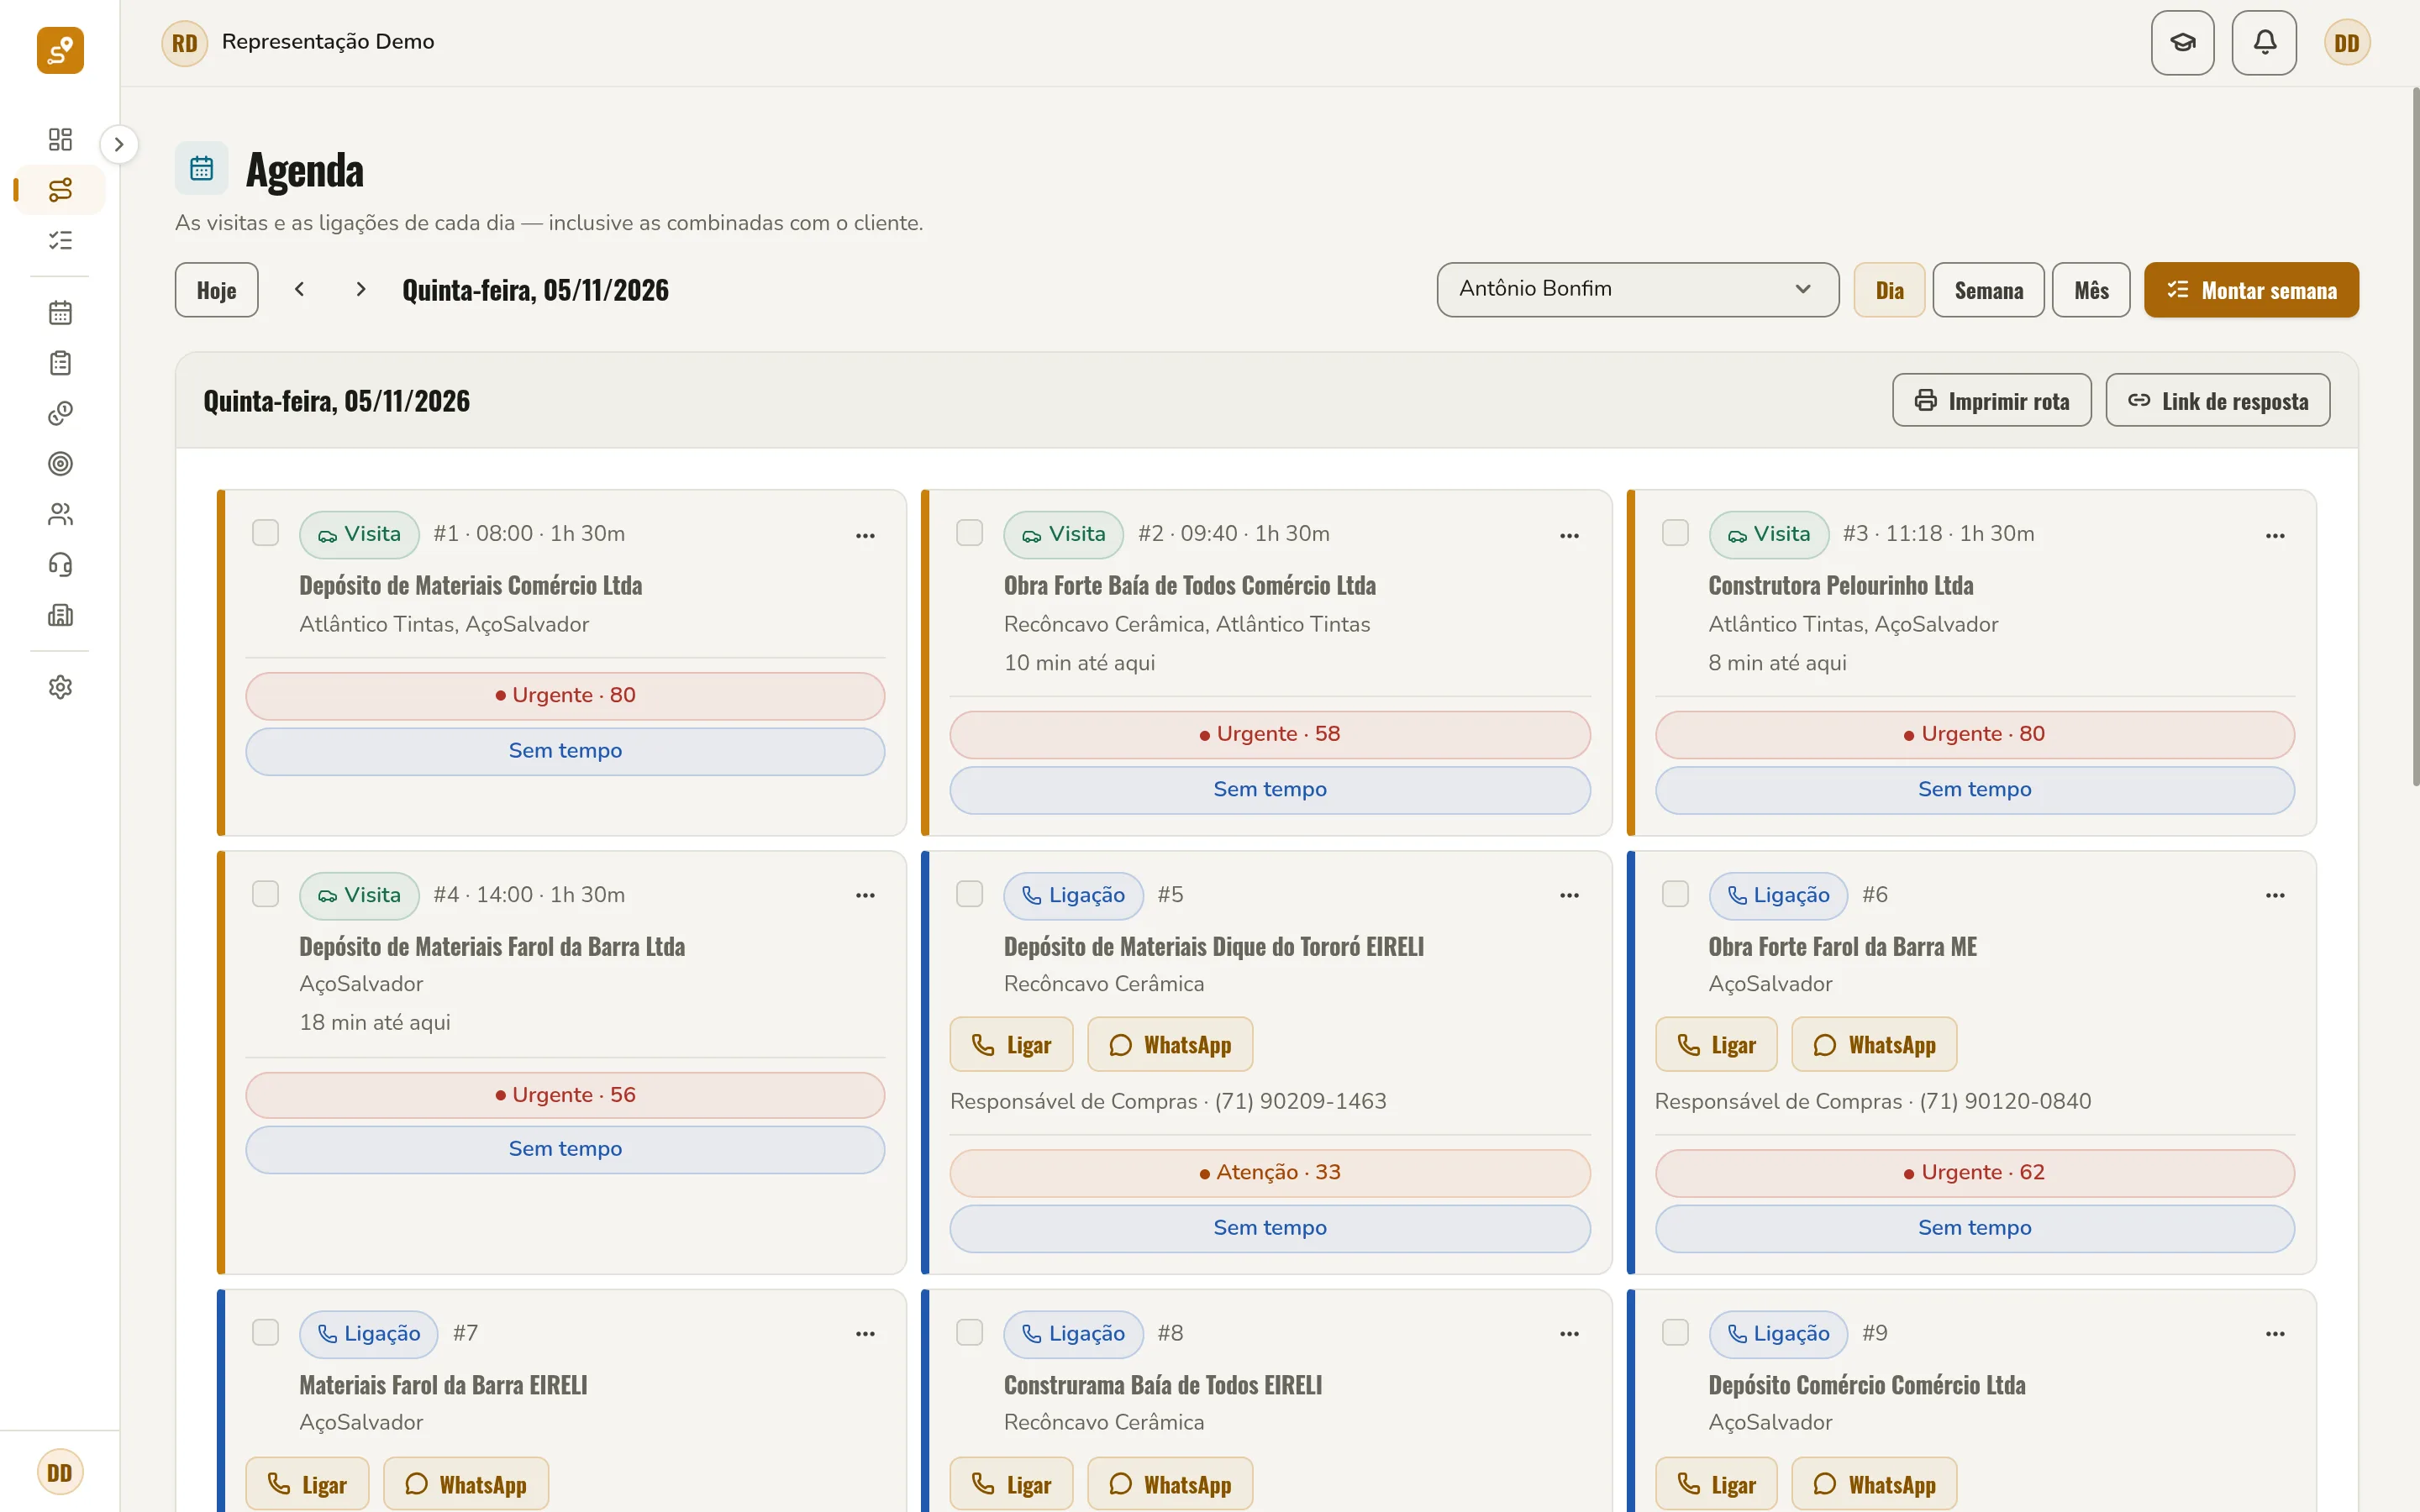 RD Representação Demo DD
Agenda
As visitas e as ligações de cada dia — inclusive as combinadas com o cliente.
Hoje Quinta-feira, 05/11/2026 Antônio Bonfim Dia Semana Mês Montar semana
Quinta-feira, 05/11/2026 Imprimir rota Link de resposta
Visita #1 · 08:00 · 1h 30m
Depósito de Materiais Comércio Ltda
Atlântico Tintas, AçoSalvador
Urgente · 80
Sem tempo
Visita #2 · 09:40 · 1h 30m
Obra Forte Baía de Todos Comércio Ltda
Recôncavo Cerâmica, Atlântico Tintas
10 min até aqui
Urgente · 58
Sem tempo
Visita #3 · 11:18 · 1h 30m
Construtora Pelourinho Ltda
Atlântico Tintas, AçoSalvador
8 min até aqui
Urgente · 80
Sem tempo
Visita #4 · 14:00 · 1h 30m
Depósito de Materiais Farol da Barra Ltda
AçoSalvador
18 min até aqui
Urgente · 56
Sem tempo
Ligação #5
Depósito de Materiais Dique do Tororó EIRELI
Recôncavo Cerâmica
Ligar WhatsApp
Responsável de Compras · (71) 90209-1463
Atenção · 33
Sem tempo
Ligação #6
Obra Forte Farol da Barra ME
AçoSalvador
Ligar WhatsApp
Responsável de Compras · (71) 90120-0840
Urgente · 62
Sem tempo
Ligação #7
Materiais Farol da Barra EIRELI
AçoSalvador
Ligar WhatsApp
Ligação #8
Construrama Baía de Todos EIRELI
Recôncavo Cerâmica
Ligar WhatsApp
Ligação #9
Depósito Comércio Comércio Ltda
AçoSalvador
Ligar WhatsApp
DD